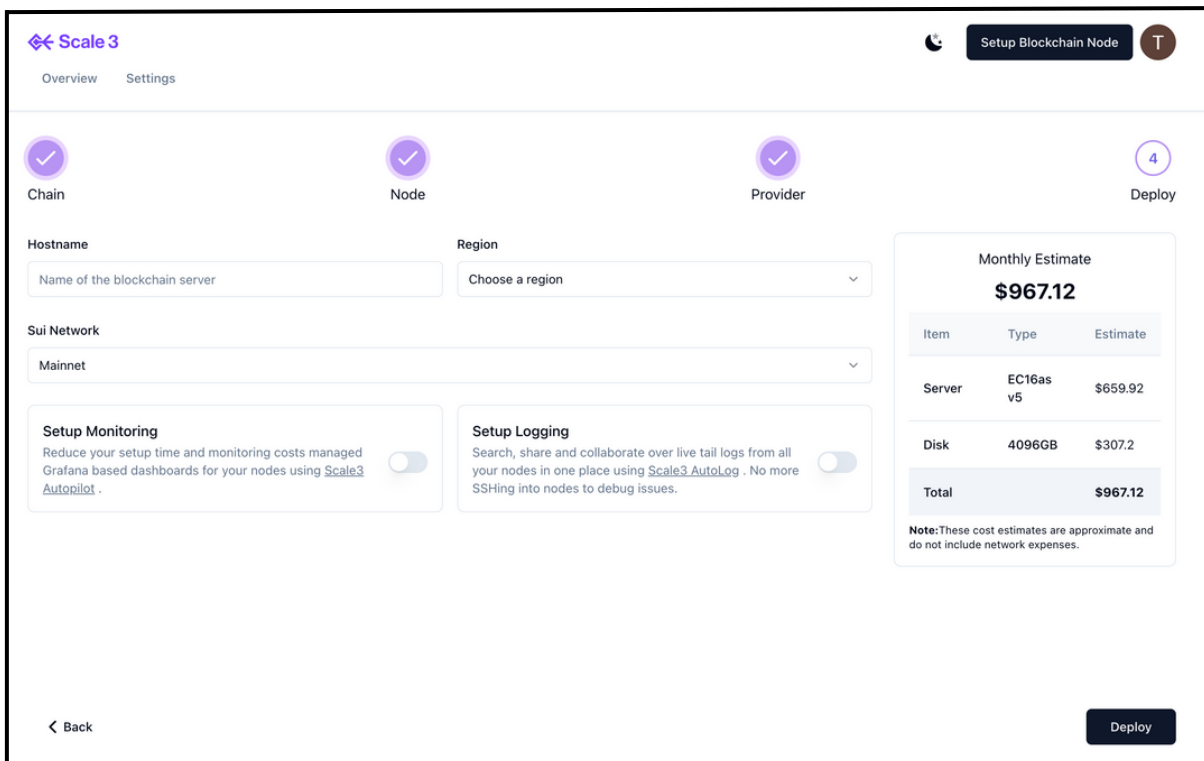 Scale 3
Setup Blockchain Node
T
Overview
Settings
4
Chain
Node
Provider
Deploy
Hostname
Name of the blockchain server
Region
Choose a region
Sui Network
Mainnet
Setup Monitoring
Reduce your setup time and monitoring costs managed
Grafana based dashboards for your nodes using Scale3
Autopilot .
Setup Logging
Search, share and collaborate over live tail logs from all
your nodes in one place using Scale3 AutoLog . No more
SSHing into nodes to debug issues.
Monthly Estimate
$967.12
Item Type Estimate
Server EC16as $659.92
v5
Disk 4096GB $307.2
Total $967.12
Note:These cost estimates are approximate and
do not include network expenses.
Back
Deploy